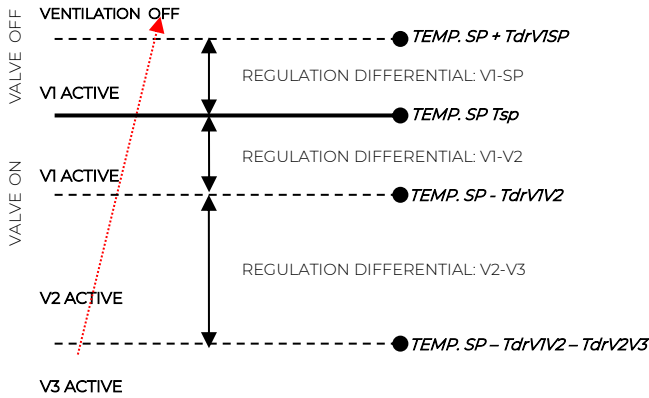 VENTILATION OFF
VALVE OFF
TEMP. SP + TdrV1SP
REGULATION DIFFERENTIAL: V1-SP
V1 ACTIVE
TEMP. SP Tsp
REGULATION DIFFERENTIAL: V1-V2
V1 ACTIVE
VALVE ON
TEMP. SP - TdrV1V2
REGULATION DIFFERENTIAL: V2-V3
V2 ACTIVE
TEMP. SP – TdrV1V2 – TdrV2V3
V3 ACTIVE